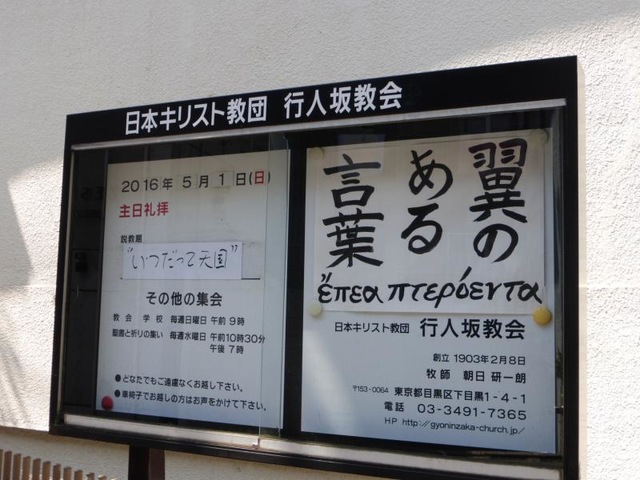 日本キリスト教団 行人坂教会
2016年 5月 1日(日)
主日礼拝
説教題
"いつだって天国"
その他の集会
教会学校 毎週日曜日 午前9時
聖書と祈りの集い 毎週水曜日 午前10時30分
午後7時
●どなたでもご遠慮なくお越し下さい。
●車椅子でお越しの方はお声をかけて下さい。
翼の
ある
言葉
ἔπεα πτερόεντα
日本キリスト教団 行人坂教会
創立 1903年2月8日
牧師 朝日 研一朗
〒153-0064 東京都目黒区下目黒1-4-1
電話 03-3491-7365
HP http://gyoninzaka-church.jp/